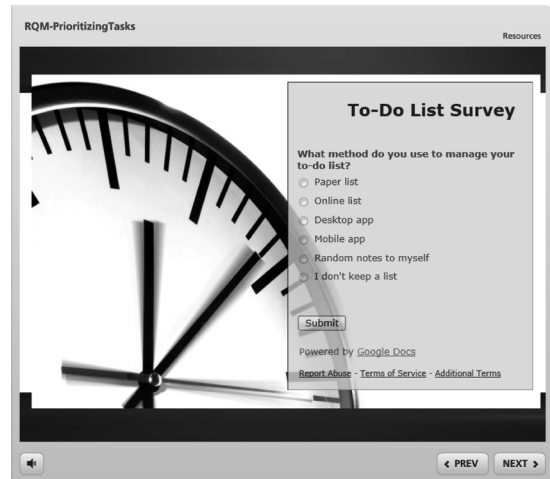 RQM-PrioritizingTasks
Resources
To-Do List Survey
What method do you use to manage your
to-do list?
Paper list
Online list
Desktop app
Mobile app
Random notes to myself
I don't keep a list
Submit
Powered by Google Docs
Report Abuse - Terms of Service - Additional Terms
< PREV
NEXT >